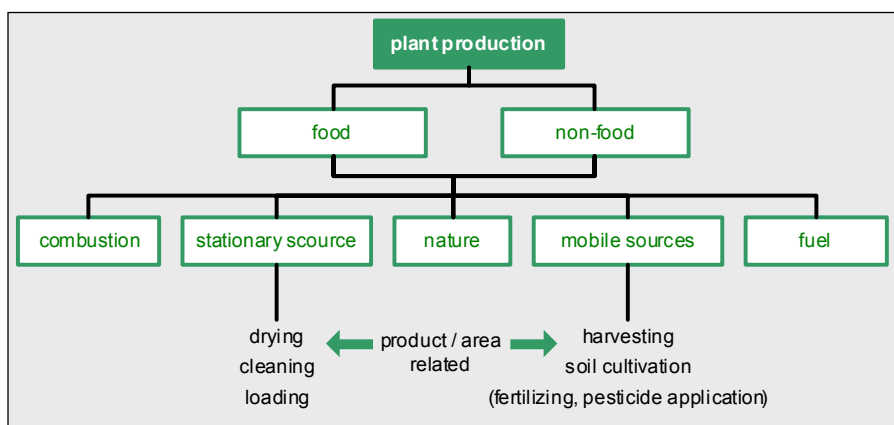 plant production
food
non-food
combustion
stationary scource
nature
mobile sources
fuel
drying
cleaning
loading
product / area
related
harvesting
soil cultivation
(fertilizing, pesticide application)